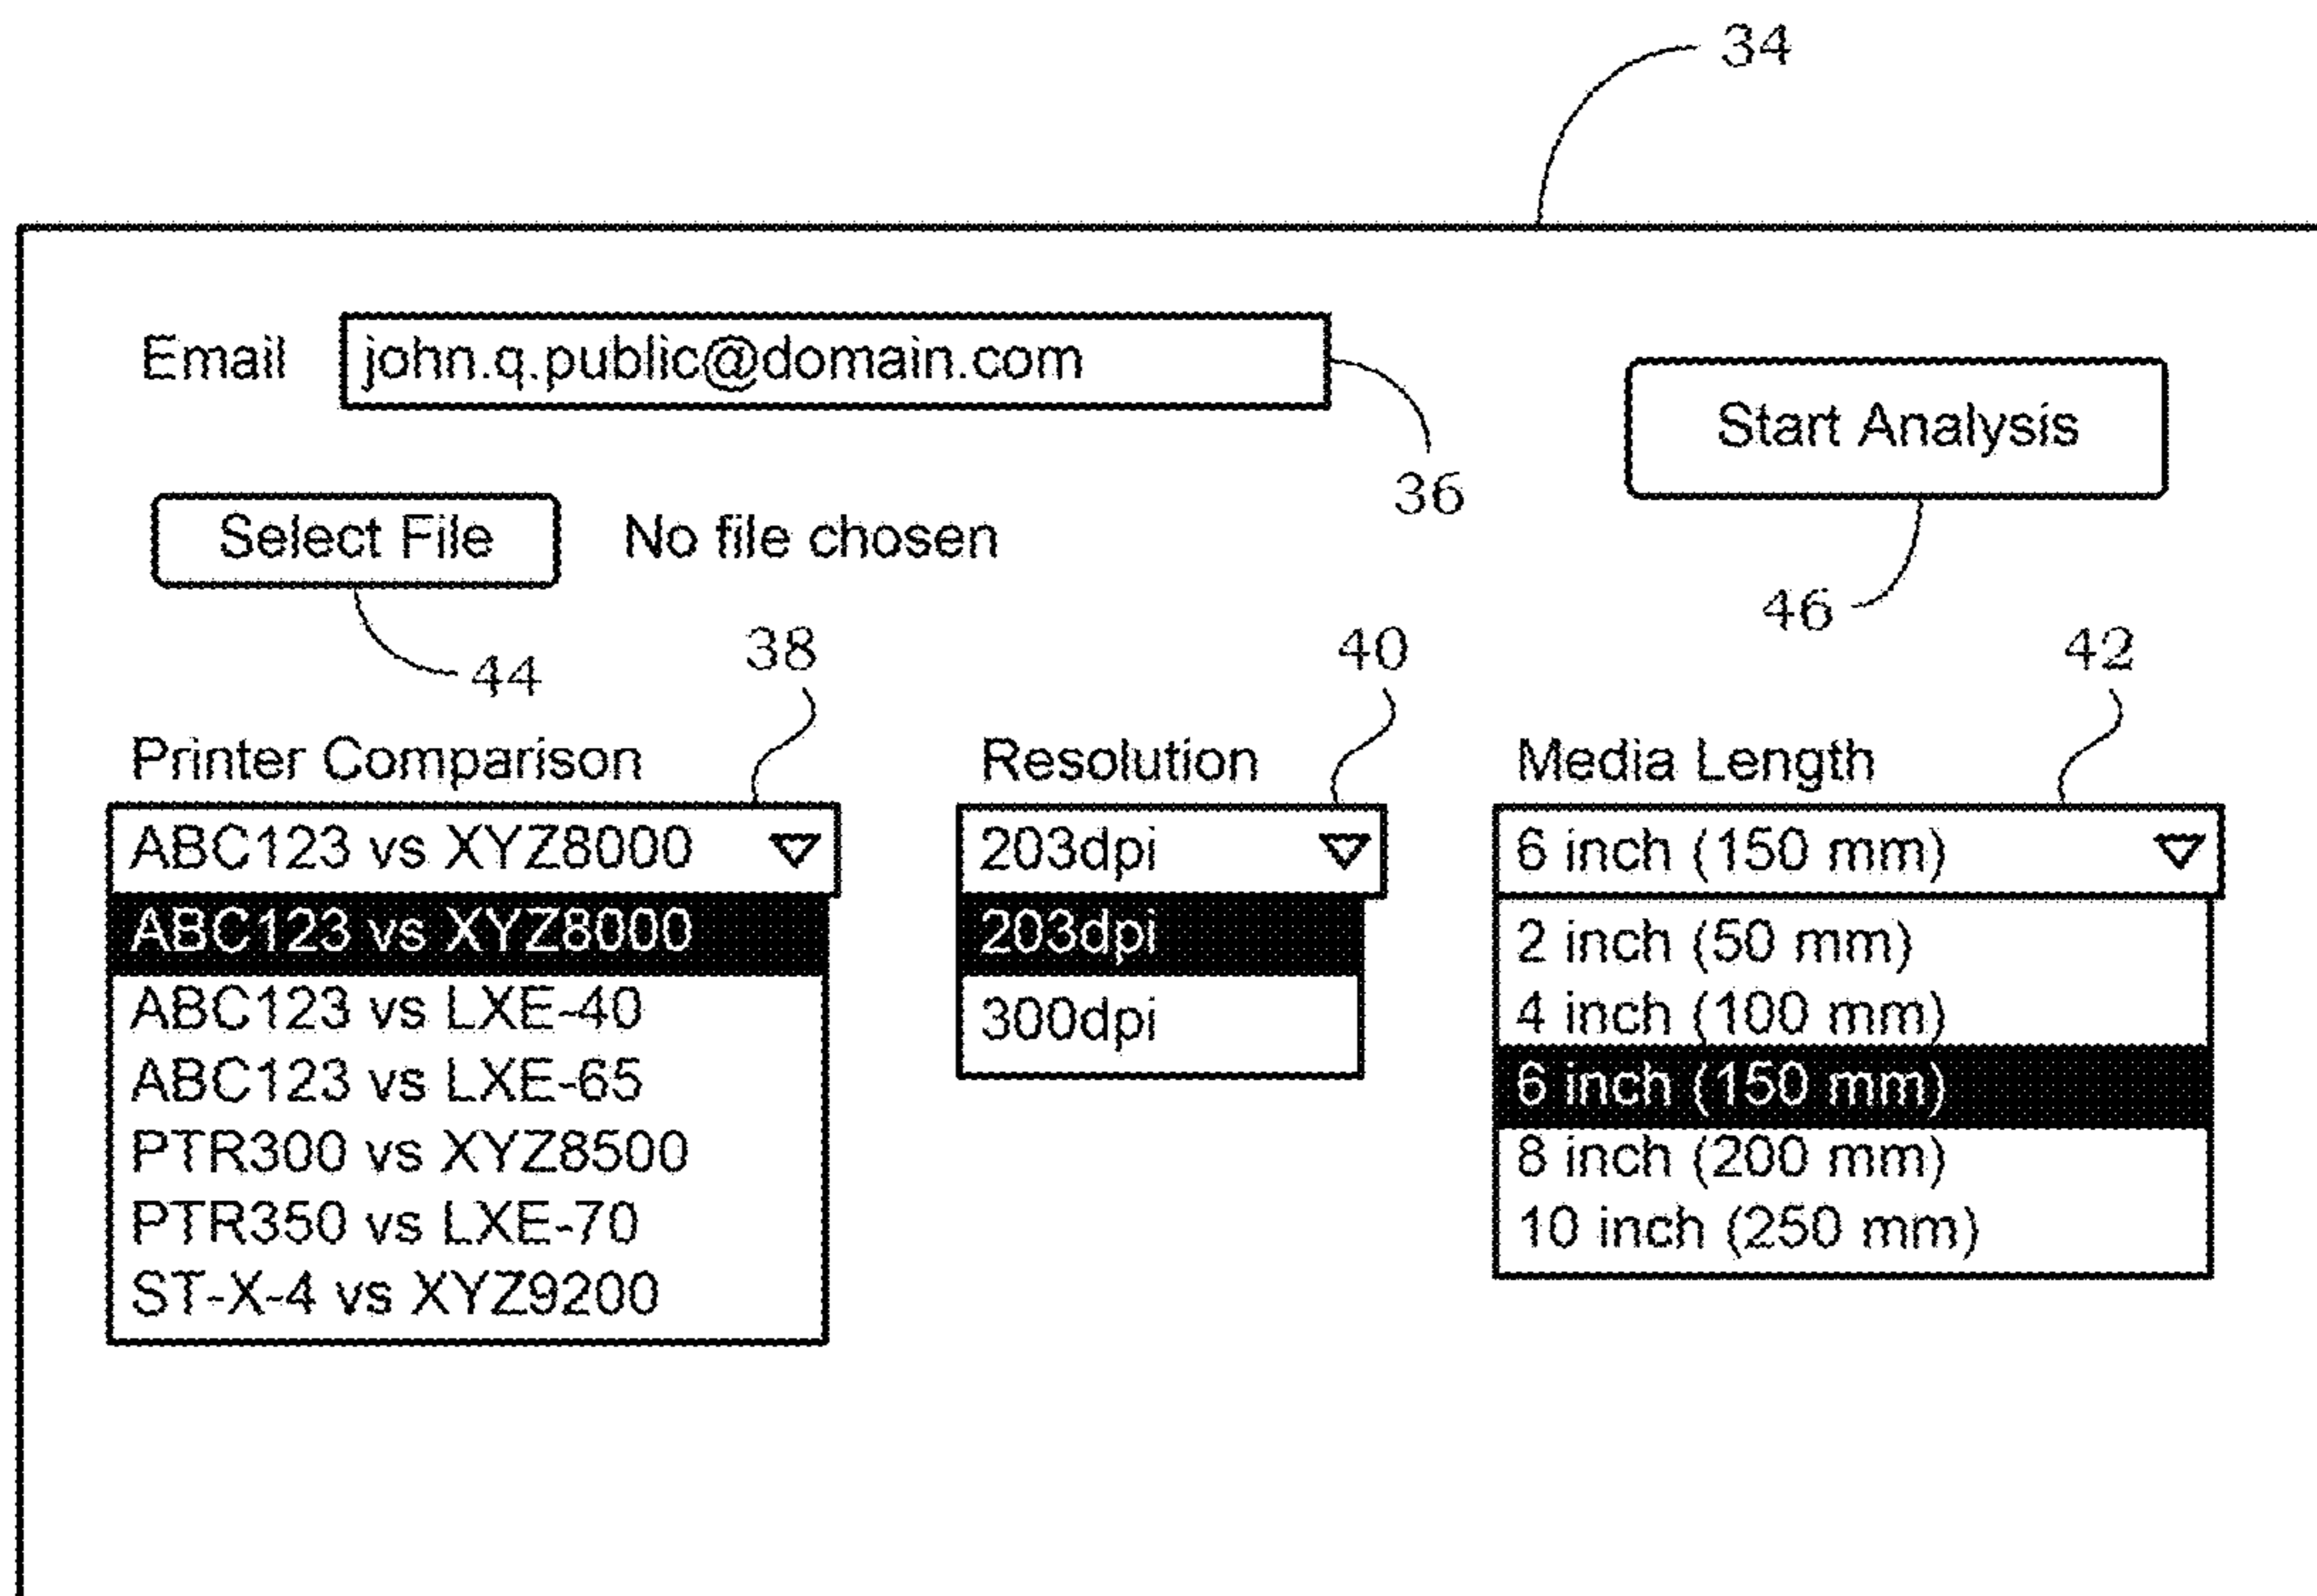 34
Email john.q.public@domain.com
Start Analysis
36
Select File No file chosen
46
44
38
40
42
Printer Comparison
ABC123 vs XYZ8000
ABC123 vs XYZ8000
ABC123 vs LXE-40
ABC123 vs LXE-65
PTR300 vs XYZ8500
PTR350 vs LXE-70
ST-X-4 vs XYZ9200
Resolution
203dpi
203dpi
300dpi
Media Length
6 inch (150 mm)
2 inch (50 mm)
4 inch (100 mm)
6 inch (150 mm)
8 inch (200 mm)
10 inch (250 mm)